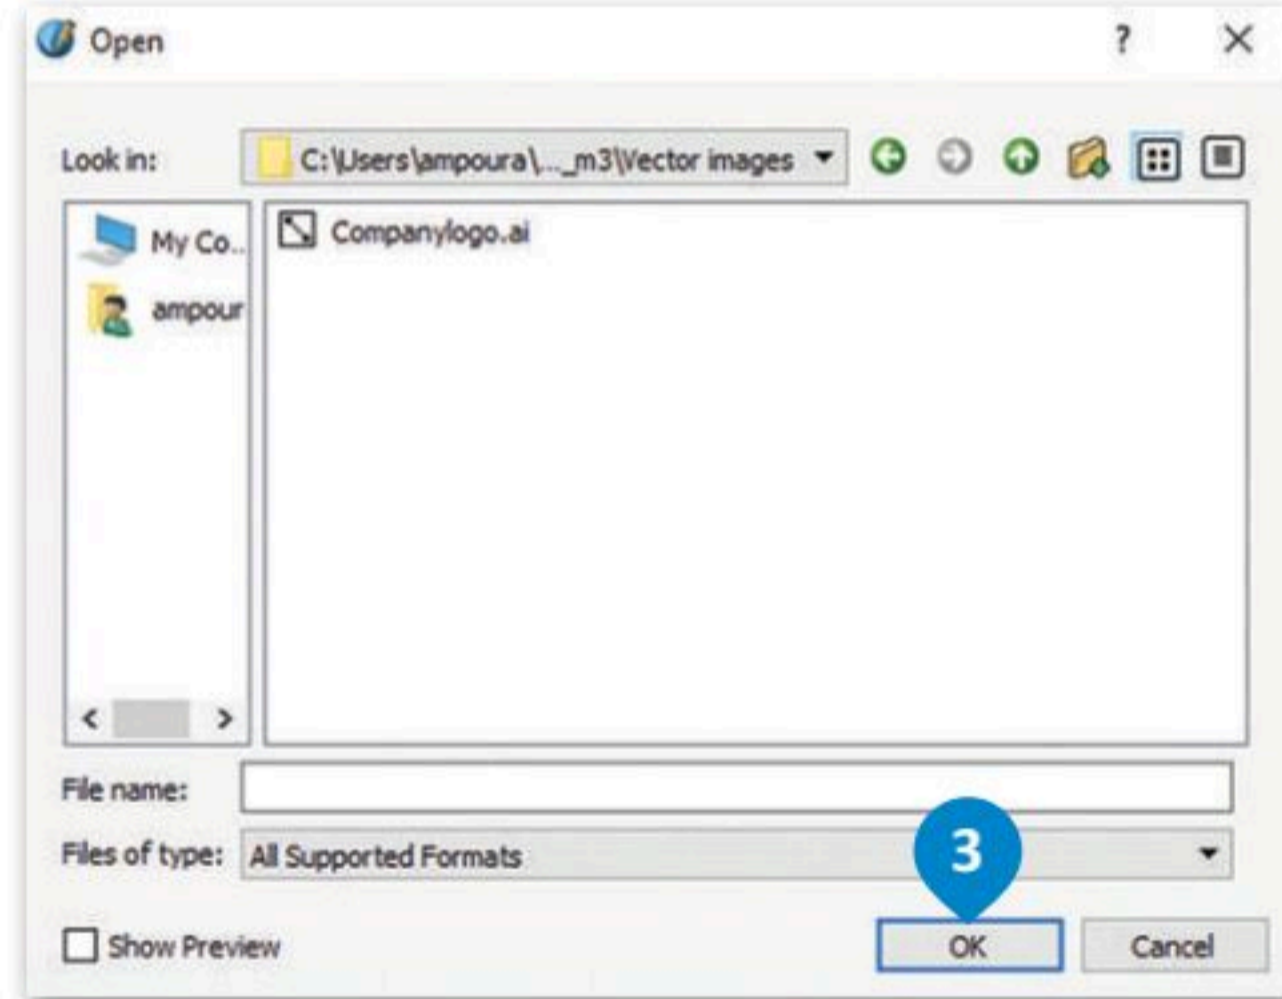 Open ?
Look in: C:\Users\ampoura\..._m3\Vector images
My Co..
Companylogo.ai
ampour
File name:
Files of type: All Supported Formats
3
Show Preview
OK Cancel